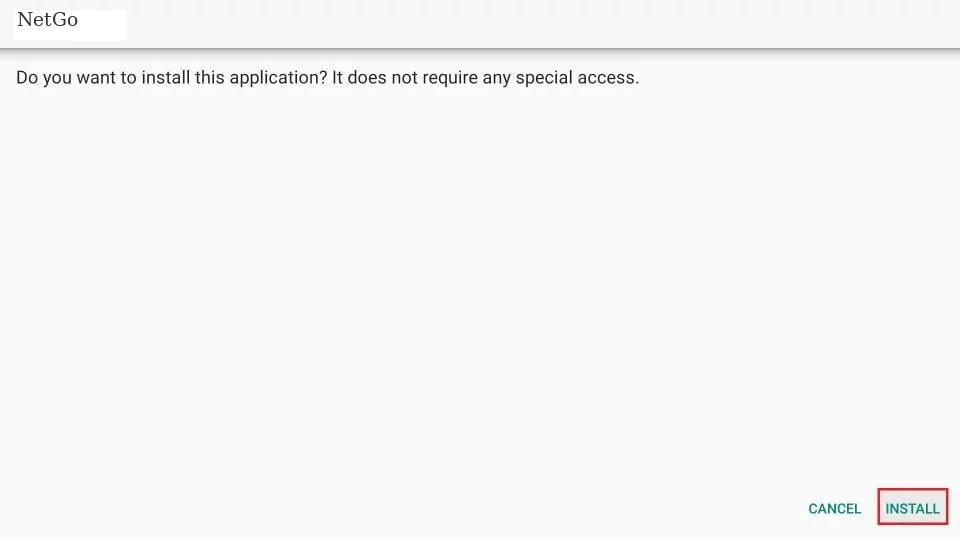 NetGo
Do you want to install this application? It does not require any special access.
CANCEL INSTALL